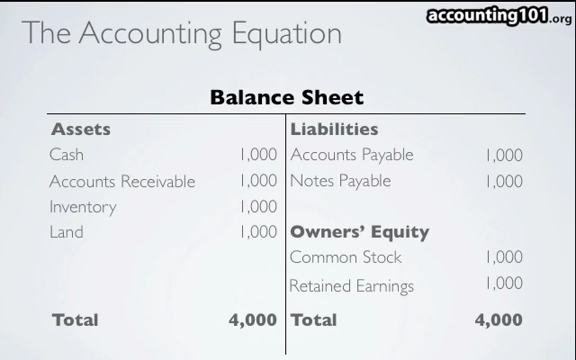 The Accounting Equation
accounting101.org
Balance Sheet
Assets
Cash 1,000
Accounts Receivable 1,000
Inventory 1,000
Land 1,000
Total 4,000
Liabilities
Accounts Payable 1,000
Notes Payable 1,000
Owners' Equity
Common Stock 1,000
Retained Earnings 1,000
Total 4,000